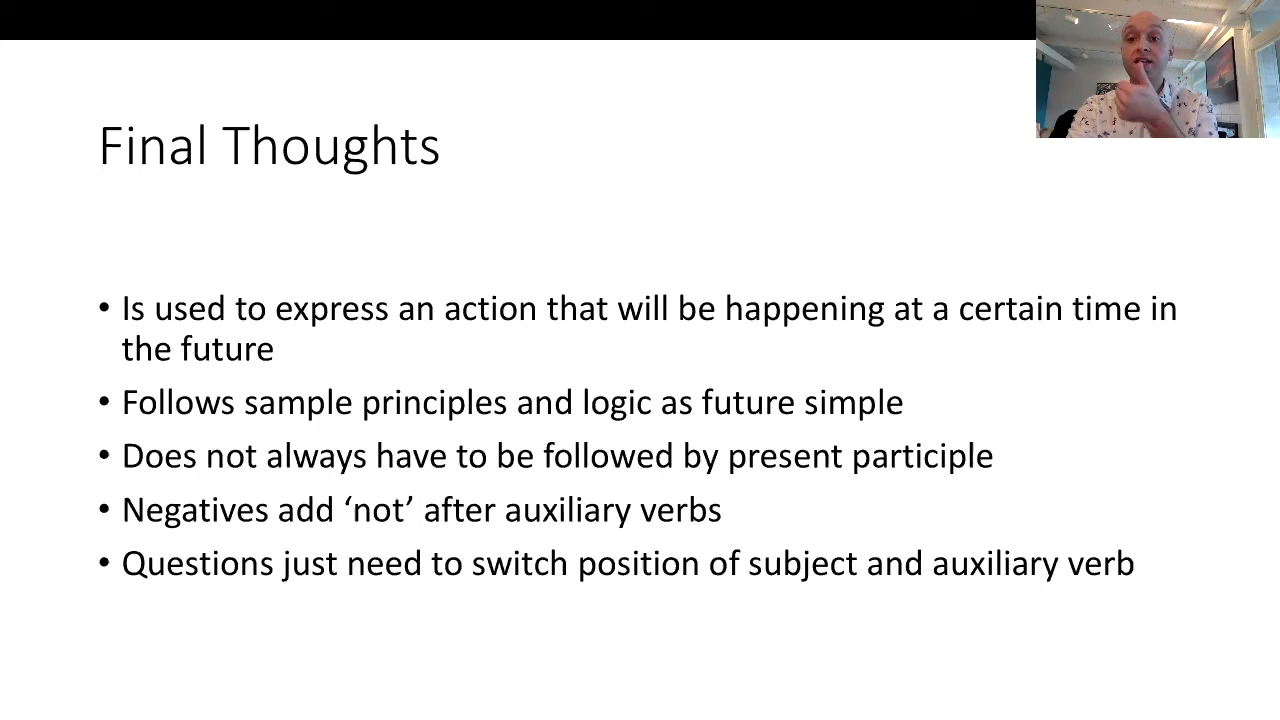 Final Thoughts
• Is used to express an action that will be happening at a certain time in
the future
• Follows sample principles and logic as future simple
• Does not always have to be followed by present participle
• Negatives add ‘not’ after auxiliary verbs
• Questions just need to switch position of subject and auxiliary verb